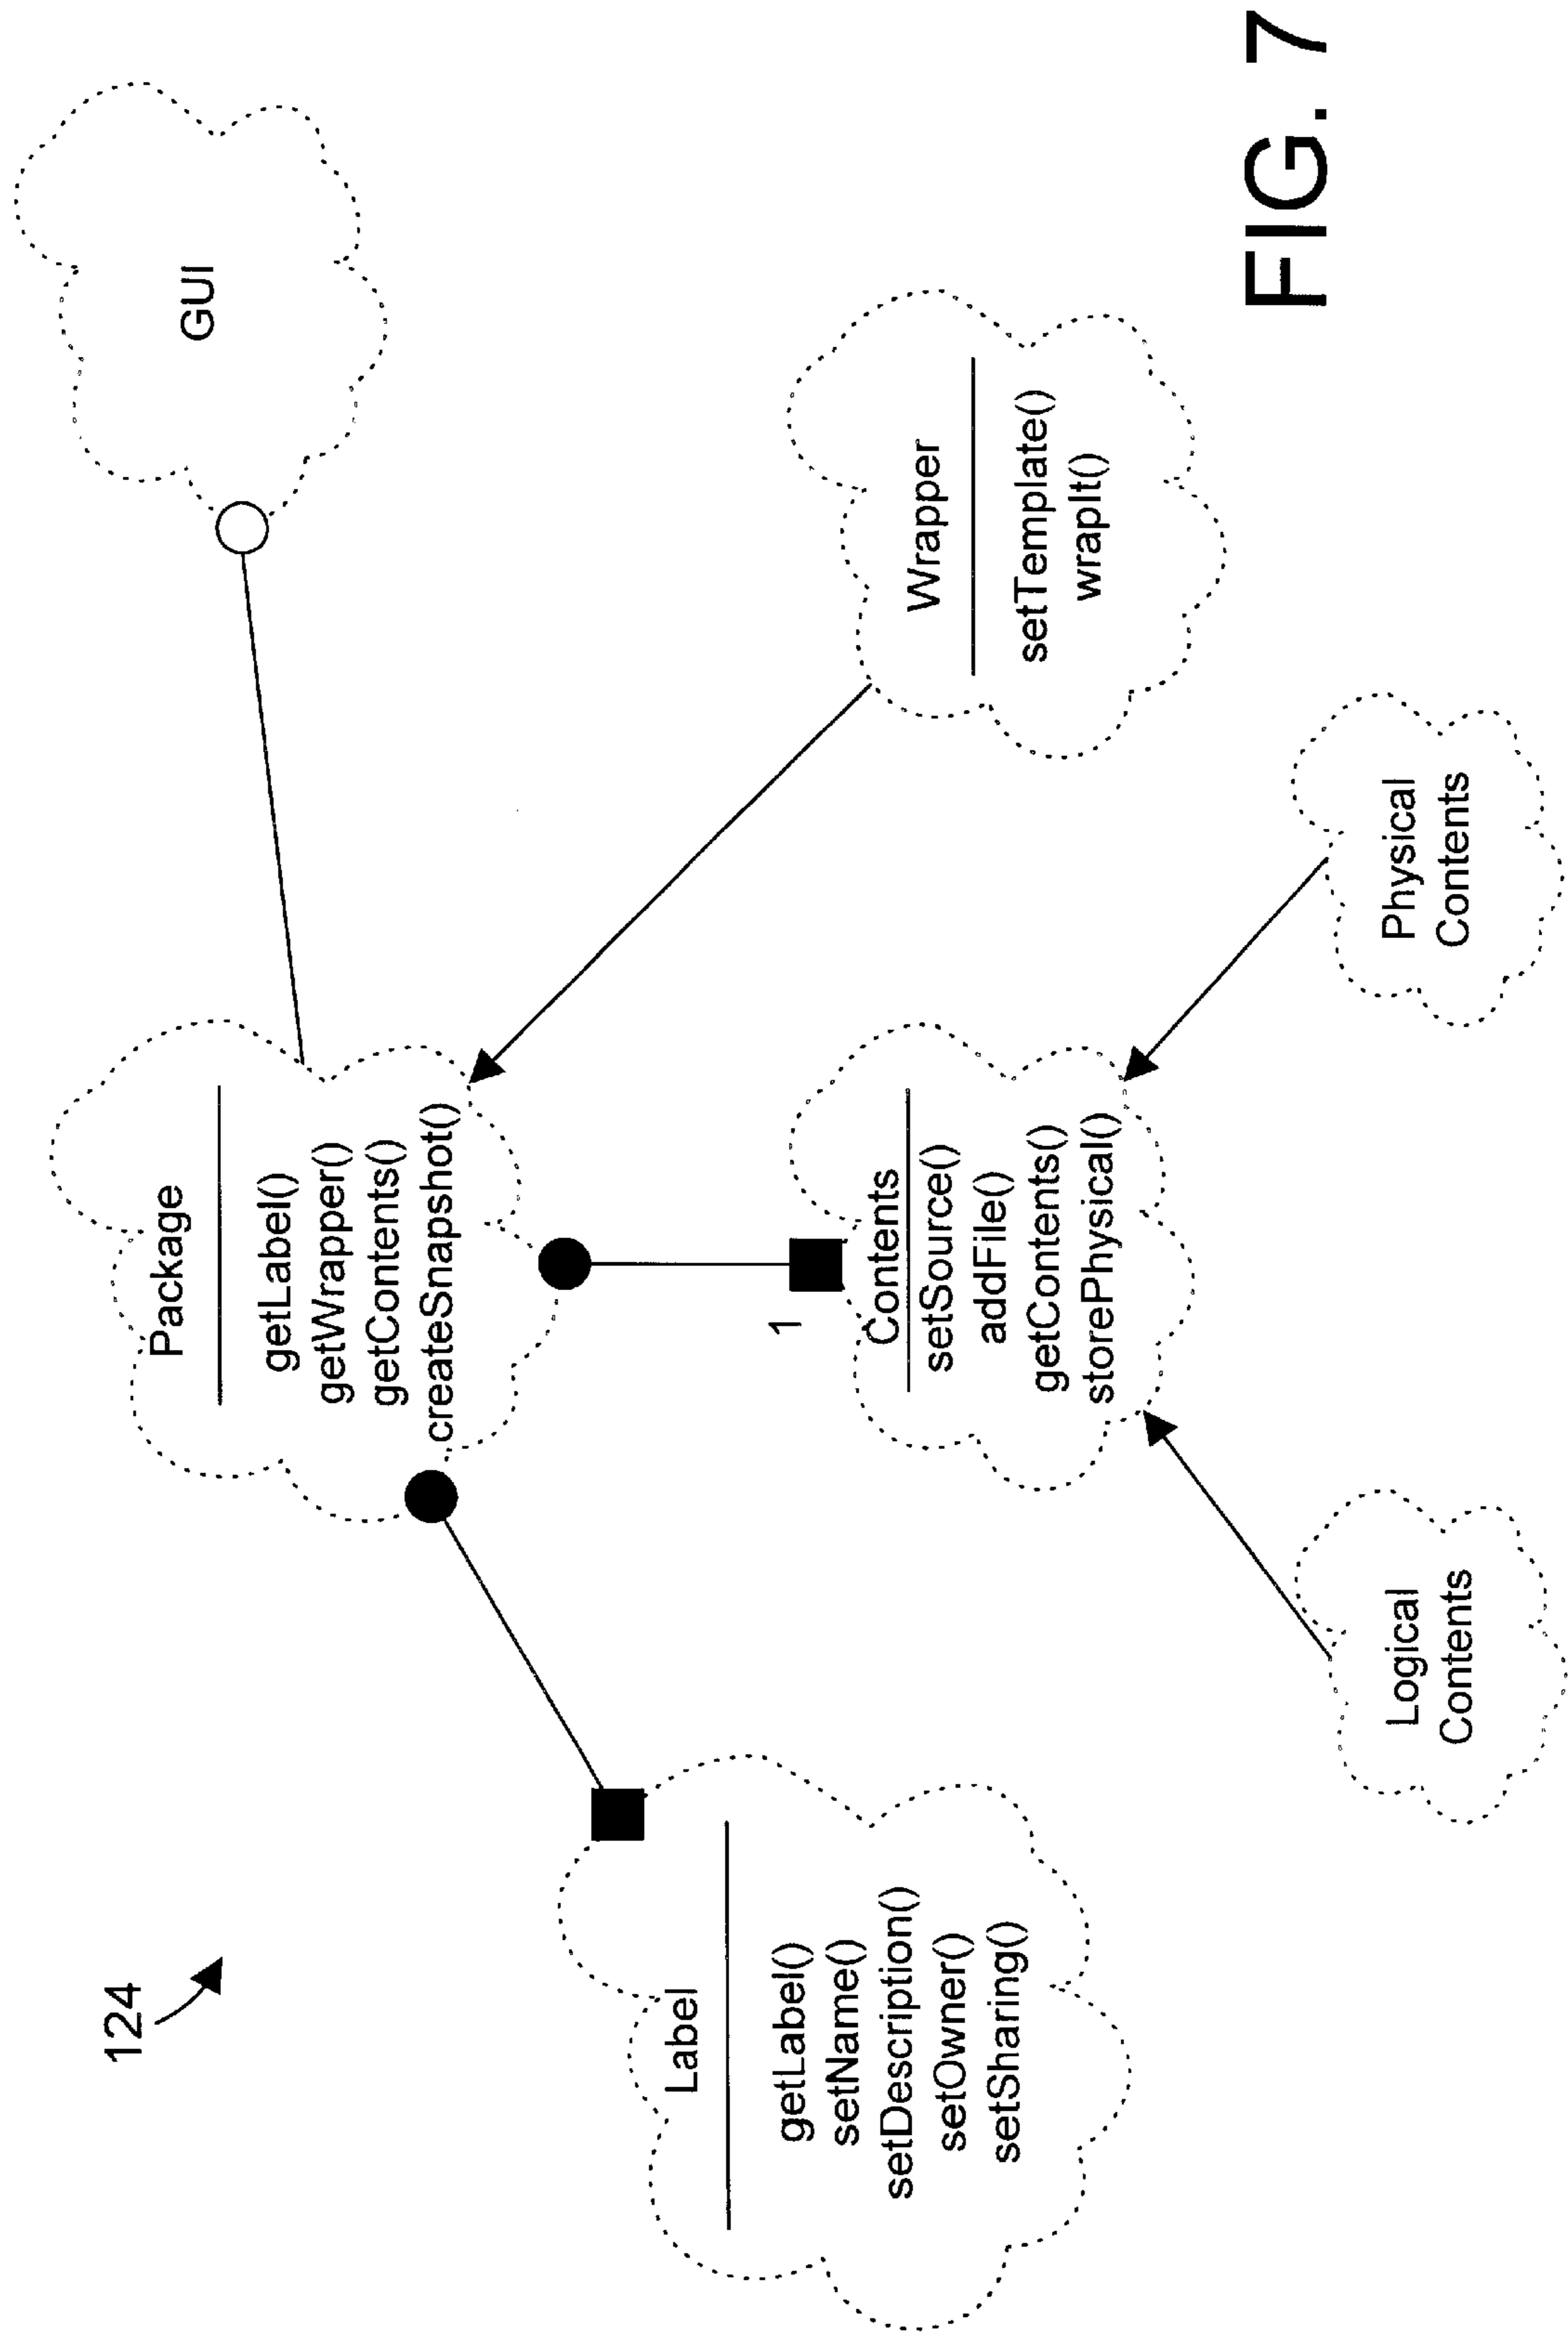 124
Package
getLabel()
getWrapper()
getContents()
createSnapshot()
GUI
Label
getLabel()
setName()
setDescription()
setOwner()
setSharing()
1
Contents
setSource()
addFile()
getContents()
storePhysical()
Wrapper
setTemplate()
wrapIt()
Logical
Contents
Physical
Contents
FIG. 7